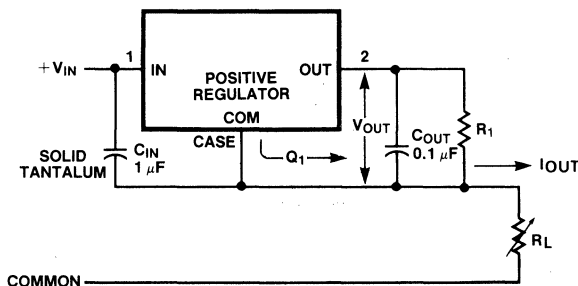 1
2
+ VIN
IN
OUT
POSITIVE
REGULATOR
COM
CASE
VOUT
COUT
0.1 μF
R1
CIN
1 μF
SOLID
TANTALUM
Q1
IOUT
RL
COMMON